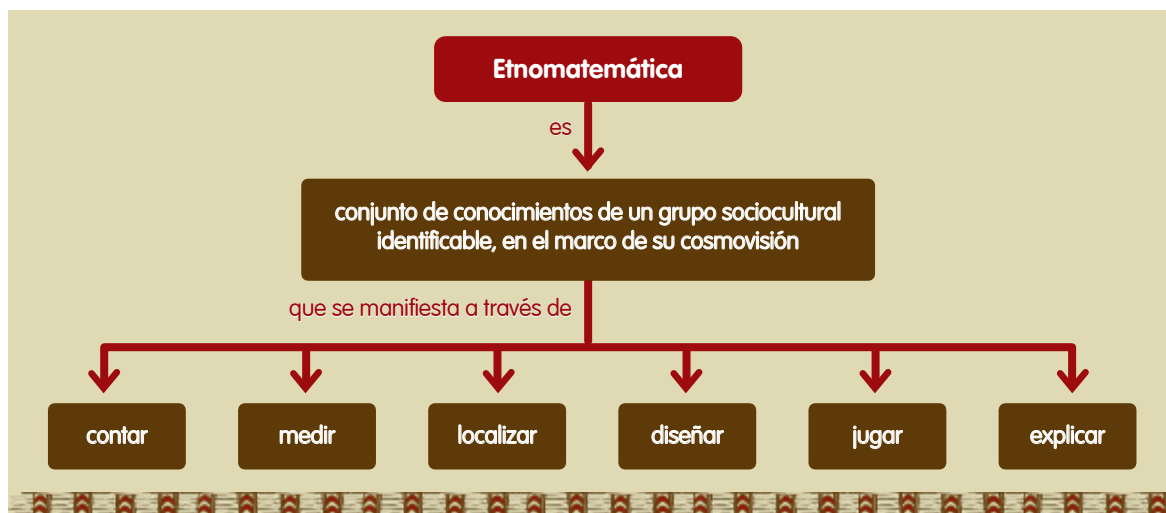 Etnomatemática
es
conjunto de conocimientos de un grupo sociocultural
identificable, en el marco de su cosmovisión
que se manifiesta a través de
contar
medir
localizar
diseñar
jugar
explicar